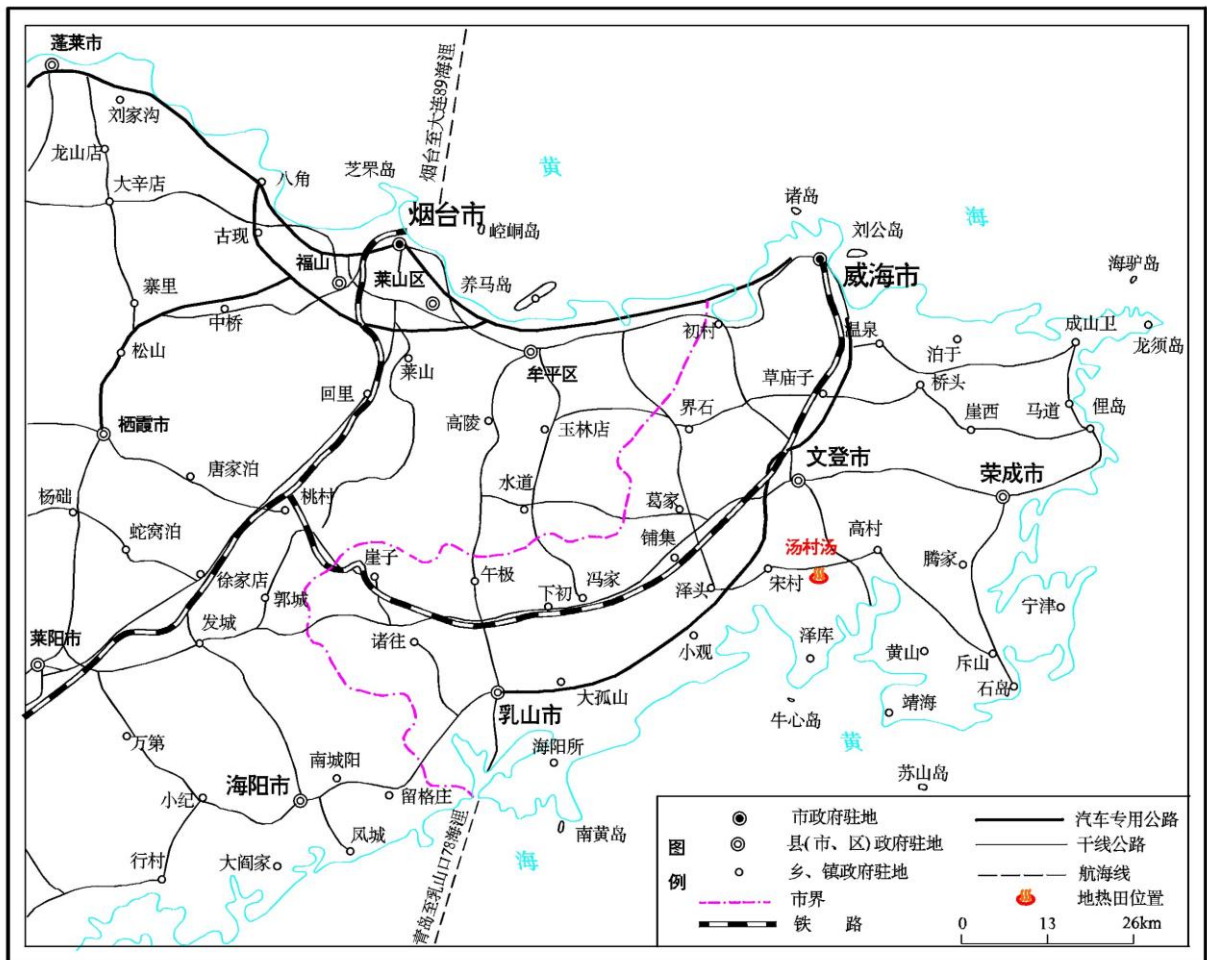 蓬莱市
刘家沟
龙山店
大辛店
八角
芝罘岛
烟台至大连89海浬
黄
海
诸岛
刘公岛
古现
烟台市
崆峒岛
福山
莱山区
养马岛
威海市
海驴岛
寨里
中桥
初村
温泉
泊于
成山卫
龙须岛
松山
莱山
牟平区
草庙子
桥头
回里
栖霞市
高陵
玉林店
界石
崖西
马道
俚岛
唐家泊
文登市
荣成市
杨础
桃村
水道
葛家
蛇窝泊
铺集
汤村汤
高村
徐家店
崖子
午极
腾家
郭城
下初
冯家
泽头
宋村
宁津
发城
诸往
小观
泽库
黄山
斥山
莱阳市
大孤山
石岛
乳山市
牛心岛
靖海
万第
海阳所
黄
南城阳
苏山岛
小纪
海阳市
留格庄
凤城
南黄岛
海
行村
大阎家
青岛至乳山口78海浬
图例
市政府驻地
县(市、区)政府驻地
乡、镇政府驻地
市界
铁 路
汽车专用公路
干线公路
航海线
地热田位置
0 13 26km